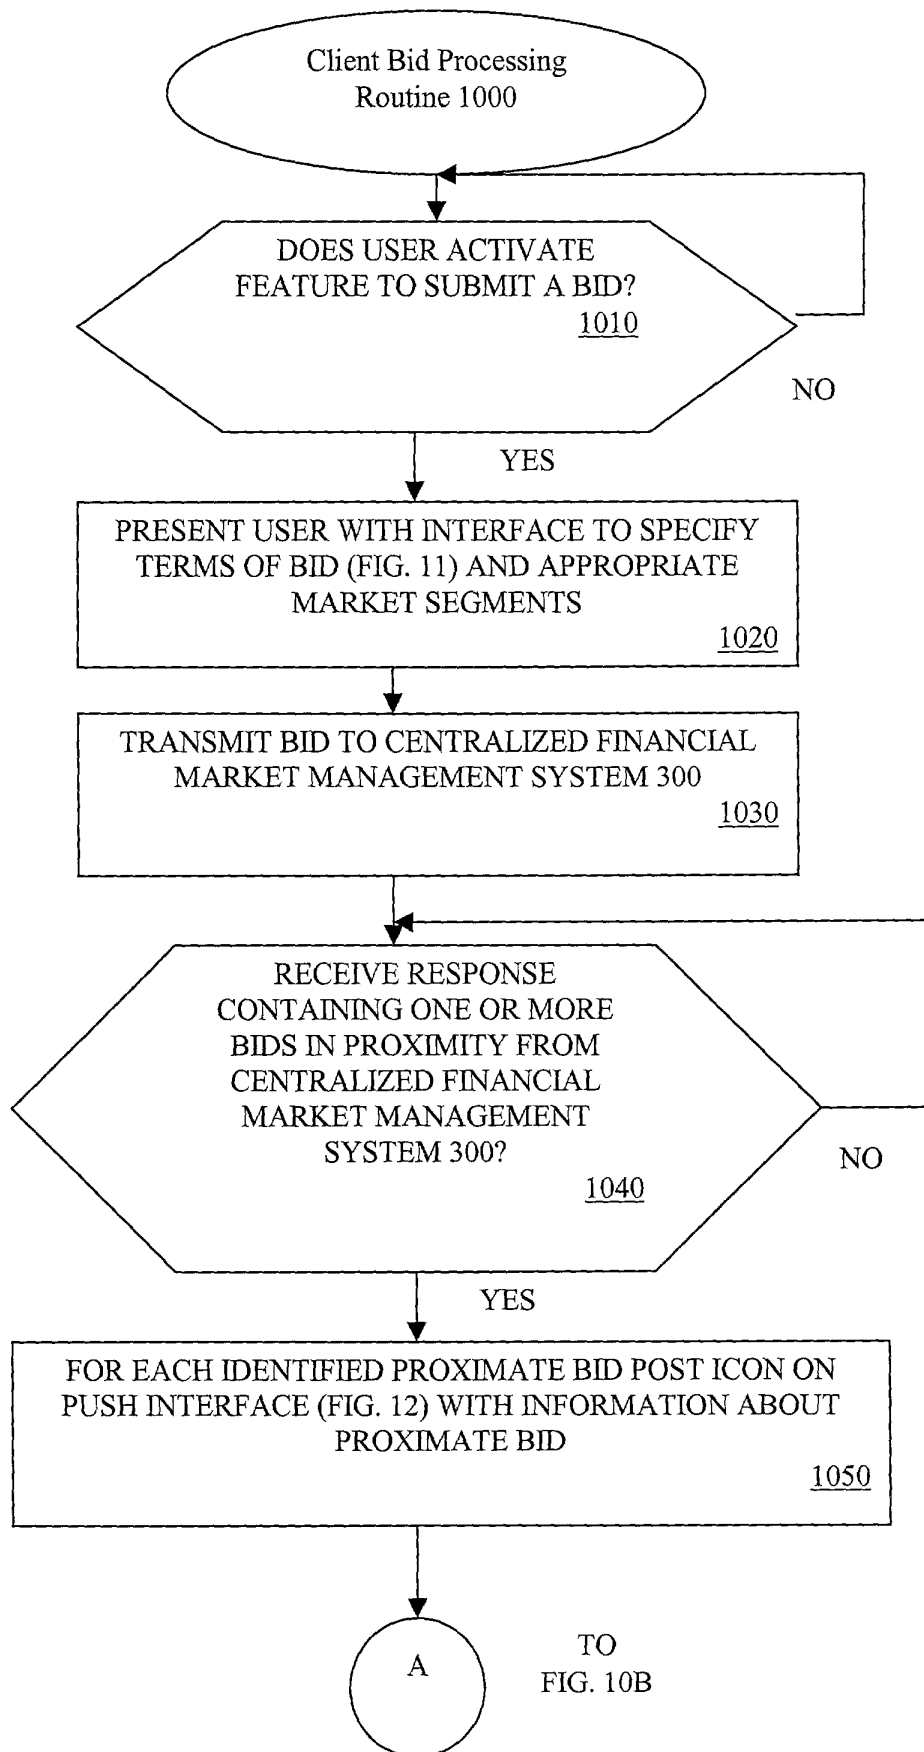 Client Bid Processing
Routine 1000
DOES USER ACTIVATE
FEATURE TO SUBMIT A BID?
1010
NO
YES
PRESENT USER WITH INTERFACE TO SPECIFY
TERMS OF BID (FIG. 11) AND APPROPRIATE
MARKET SEGMENTS
1020
TRANSMIT BID TO CENTRALIZED FINANCIAL
MARKET MANAGEMENT SYSTEM 300
1030
RECEIVE RESPONSE
CONTAINING ONE OR MORE
BIDS IN PROXIMITY FROM
CENTRALIZED FINANCIAL
MARKET MANAGEMENT
SYSTEM 300?
1040
NO
YES
FOR EACH IDENTIFIED PROXIMATE BID POST ICON ON
PUSH INTERFACE (FIG. 12) WITH INFORMATION ABOUT
PROXIMATE BID
1050
A
TO
FIG. 10B